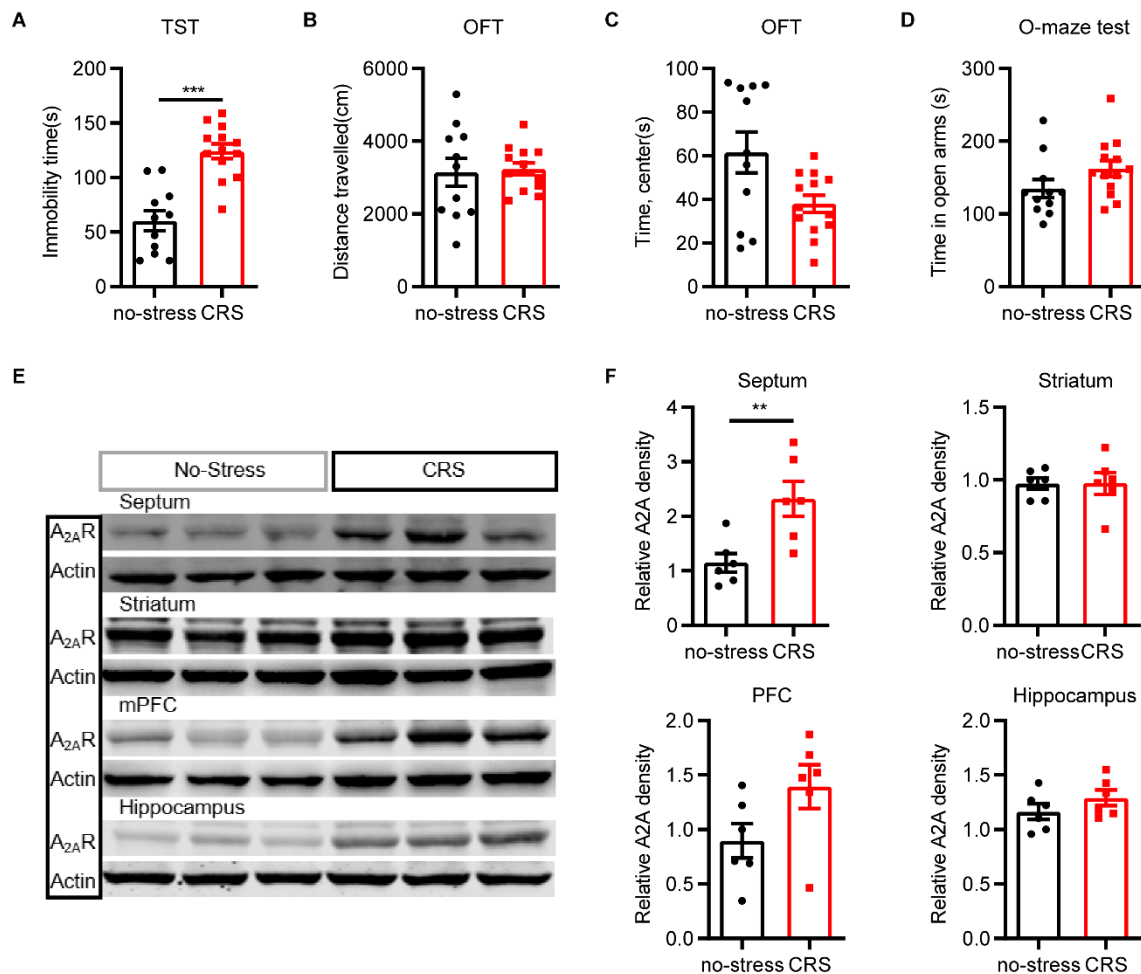 A
TST
Immobility time(s)
200
150
100
50
0
***
no-stress CRS
B
OFT
Distance travelled(cm)
6000
4000
2000
0
no-stress CRS
C
OFT
Time, center(s)
100
80
60
40
20
0
no-stress CRS
D
O-maze test
Time in open arms (s)
300
200
100
0
no-stress CRS
E
No-Stress
CRS
Septum
A2AR
Actin
Striatum
A2AR
Actin
mPFC
A2AR
Actin
Hippocampus
A2AR
Actin
F
Septum
Relative A2A density
4
3
2
1
0
**
no-stress CRS
Striatum
Relative A2A density
1.5
1.0
0.5
0.0
no-stress CRS
PFC
Relative A2A density
2.0
1.5
1.0
0.5
0.0
no-stress CRS
Hippocampus
Relative A2A density
2.0
1.5
1.0
0.5
0.0
no-stress CRS